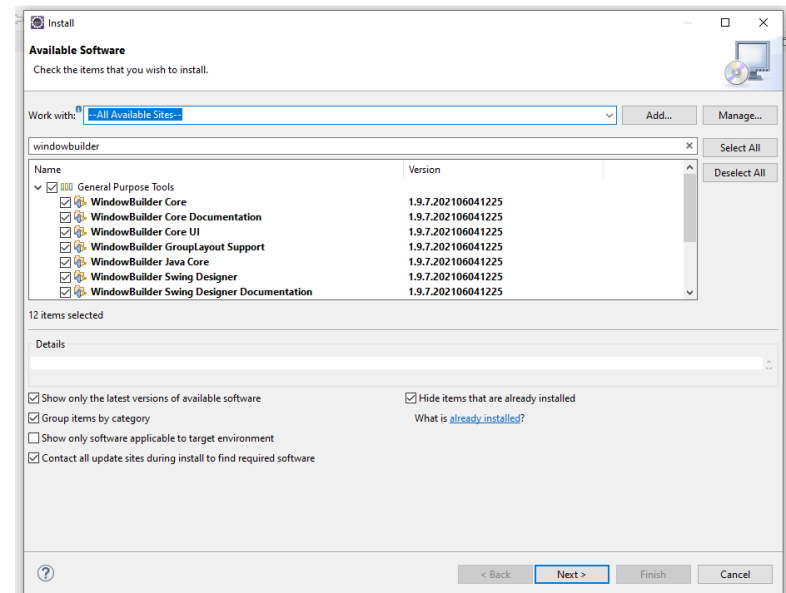 Install
Available Software
Check the items that you wish to install.
Work with: --All Available Sites--
Add...
Manage...
windowbuilder
Select All
Deselect All
Name Version
General Purpose Tools
WindowBuilder Core 1.9.7.202106041225
WindowBuilder Core Documentation 1.9.7.202106041225
WindowBuilder Core UI 1.9.7.202106041225
WindowBuilder GroupLayout Support 1.9.7.202106041225
WindowBuilder Java Core 1.9.7.202106041225
WindowBuilder Swing Designer 1.9.7.202106041225
WindowBuilder Swing Designer Documentation 1.9.7.202106041225
12 items selected
Details
Show only the latest versions of available software
Hide items that are already installed
Group items by category
What is already installed?
Show only software applicable to target environment
Contact all update sites during install to find required software
?
< Back
Next >
Finish
Cancel